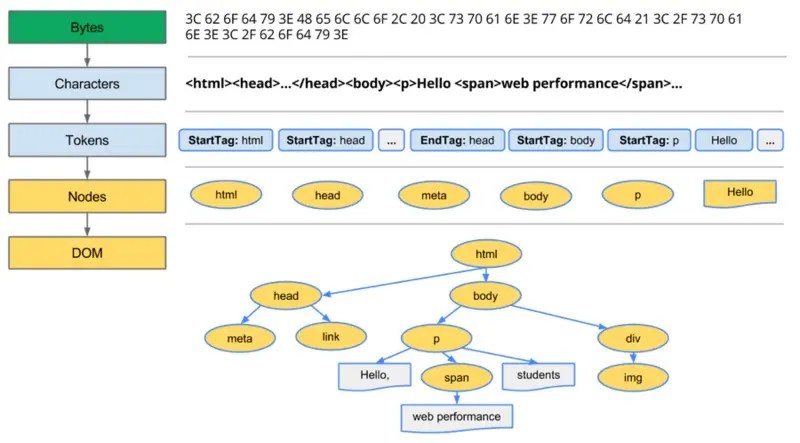 Bytes
3C 62 6F 64 79 3E 48 65 6C 6C 6F 2C 20 3C 73 70 61 6E 3E 77 6F 72 6C 64 21 3C 2F 73 70 61
6E 3E 3C 2F 62 6F 64 79 3E
Characters
<html><head>...</head><body><p>Hello <span>web performance</span>...
Tokens
StartTag: html
StartTag: head
...
EndTag: head
StartTag: body
StartTag: p
Hello
...
Nodes
html
head
meta
body
p
Hello
DOM
html
head
body
meta
link
p
div
Hello,
span
students
img
web performance